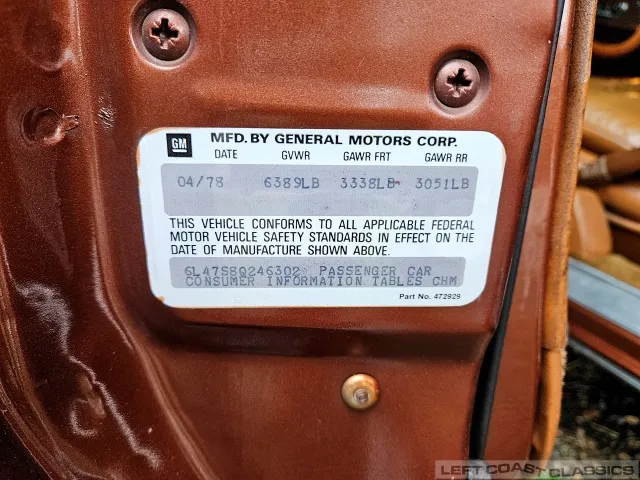 GM MFD. BY GENERAL MOTORS CORP.
DATE GVWR GAWR FRT GAWR RR
04/78 6389LB 3338LB 3051LB
THIS VEHICLE CONFORMS TO ALL APPLICABLE FEDERAL
MOTOR VEHICLE SAFETY STANDARDS IN EFFECT ON THE
DATE OF MANUFACTURE SHOWN ABOVE.
6L47S8Q246302 PASSENGER CAR
CONSUMER INFORMATION TABLES CHM
Part No. 472929
LEFT COAST CLASSICS